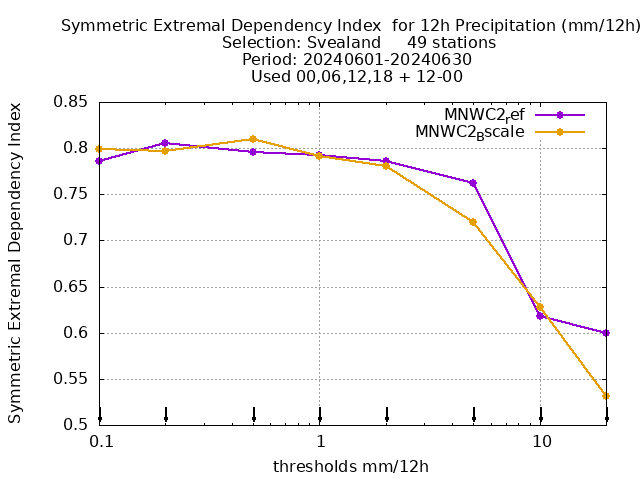 Symmetric Extremal Dependency Index  for 12h Precipitation (mm/12h)
Selection: Svealand     49 stations
Period: 20240601-20240630
Used 00,06,12,18 + 12-00
MNWC2ref
MNWC2Bscale
Symmetric Extremal Dependency Index
0.85
0.8
0.75
0.7
0.65
0.6
0.55
0.5
0.1
1
10
thresholds mm/12h